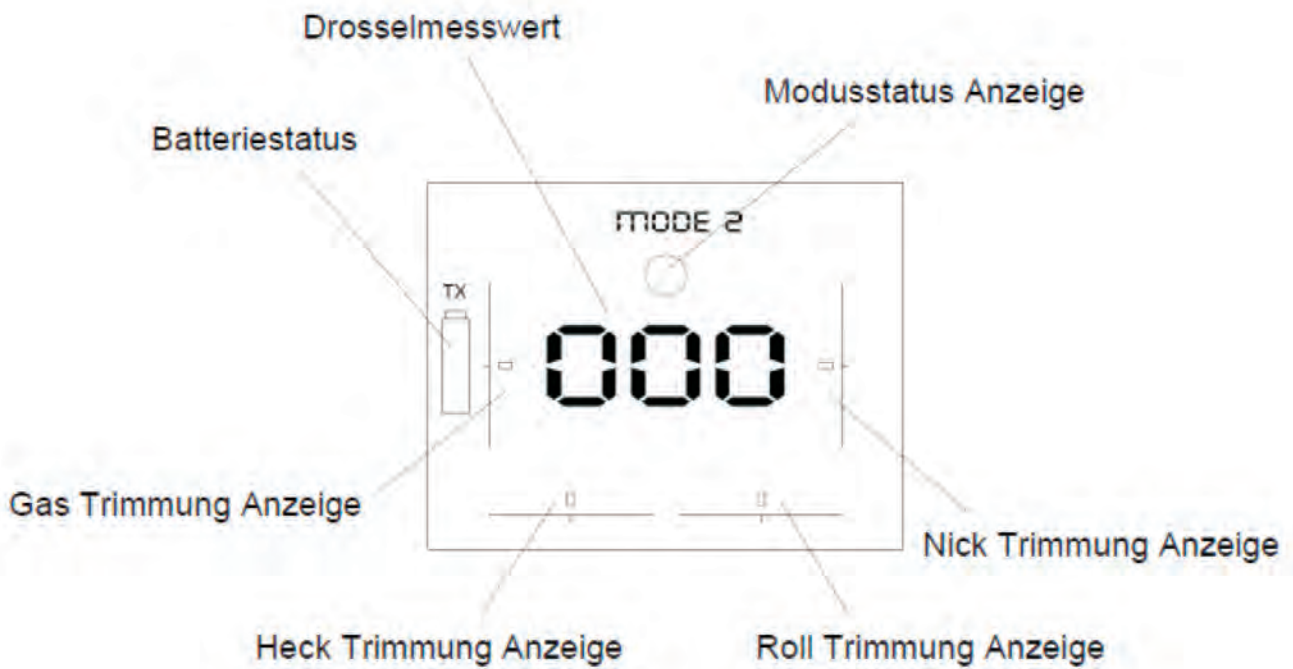 Drosselmesswert
Modusstatus Anzeige
Batteriestatus
MODE 2
TX
000
Gas Trimmung Anzeige
Nick Trimmung Anzeige
Heck Trimmung Anzeige
Roll Trimmung Anzeige